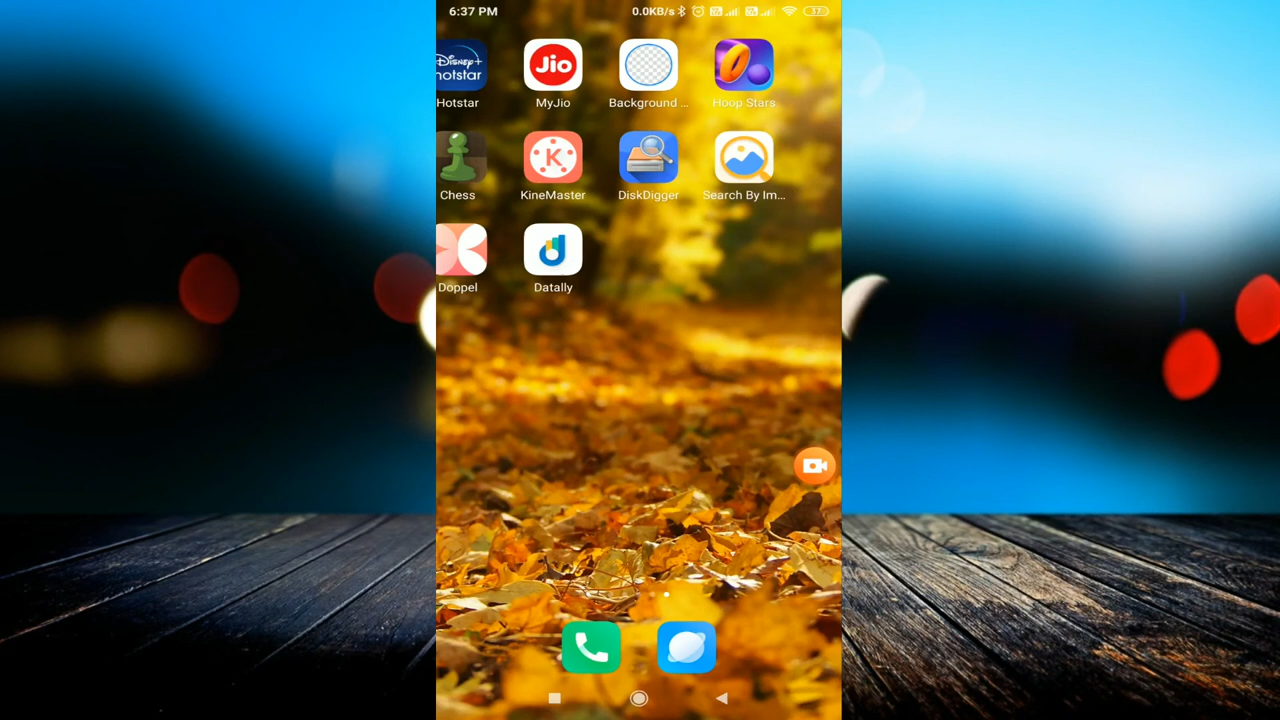 6:37 PM
0.0KB/s
37
Disney+
hotstar
Jio
Hotstar
MyJio
Background ...
Hoop Stars
K
Chess
KineMaster
DiskDigger
Search By Im...
d
Doppel
Datally